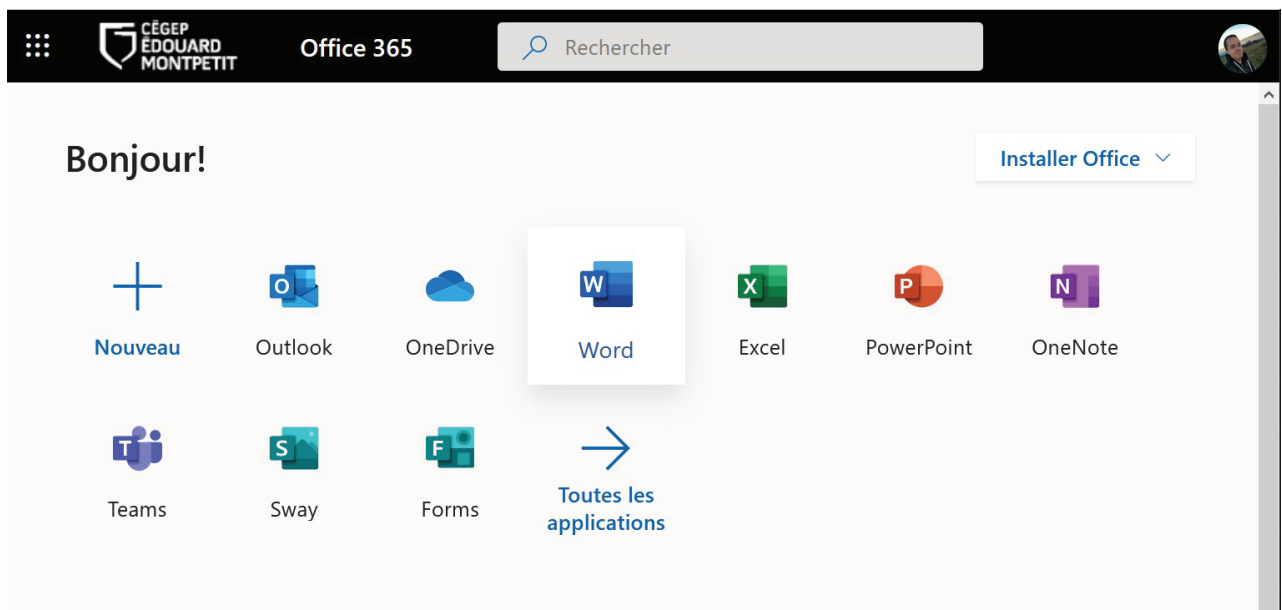 CÉGEP
ÉDOUARD
MONTPETIT
Office 365
Rechercher
Bonjour!
Installer Office
Nouveau
Outlook
OneDrive
Word
Excel
PowerPoint
OneNote
Teams
Sway
Forms
Toutes les
applications